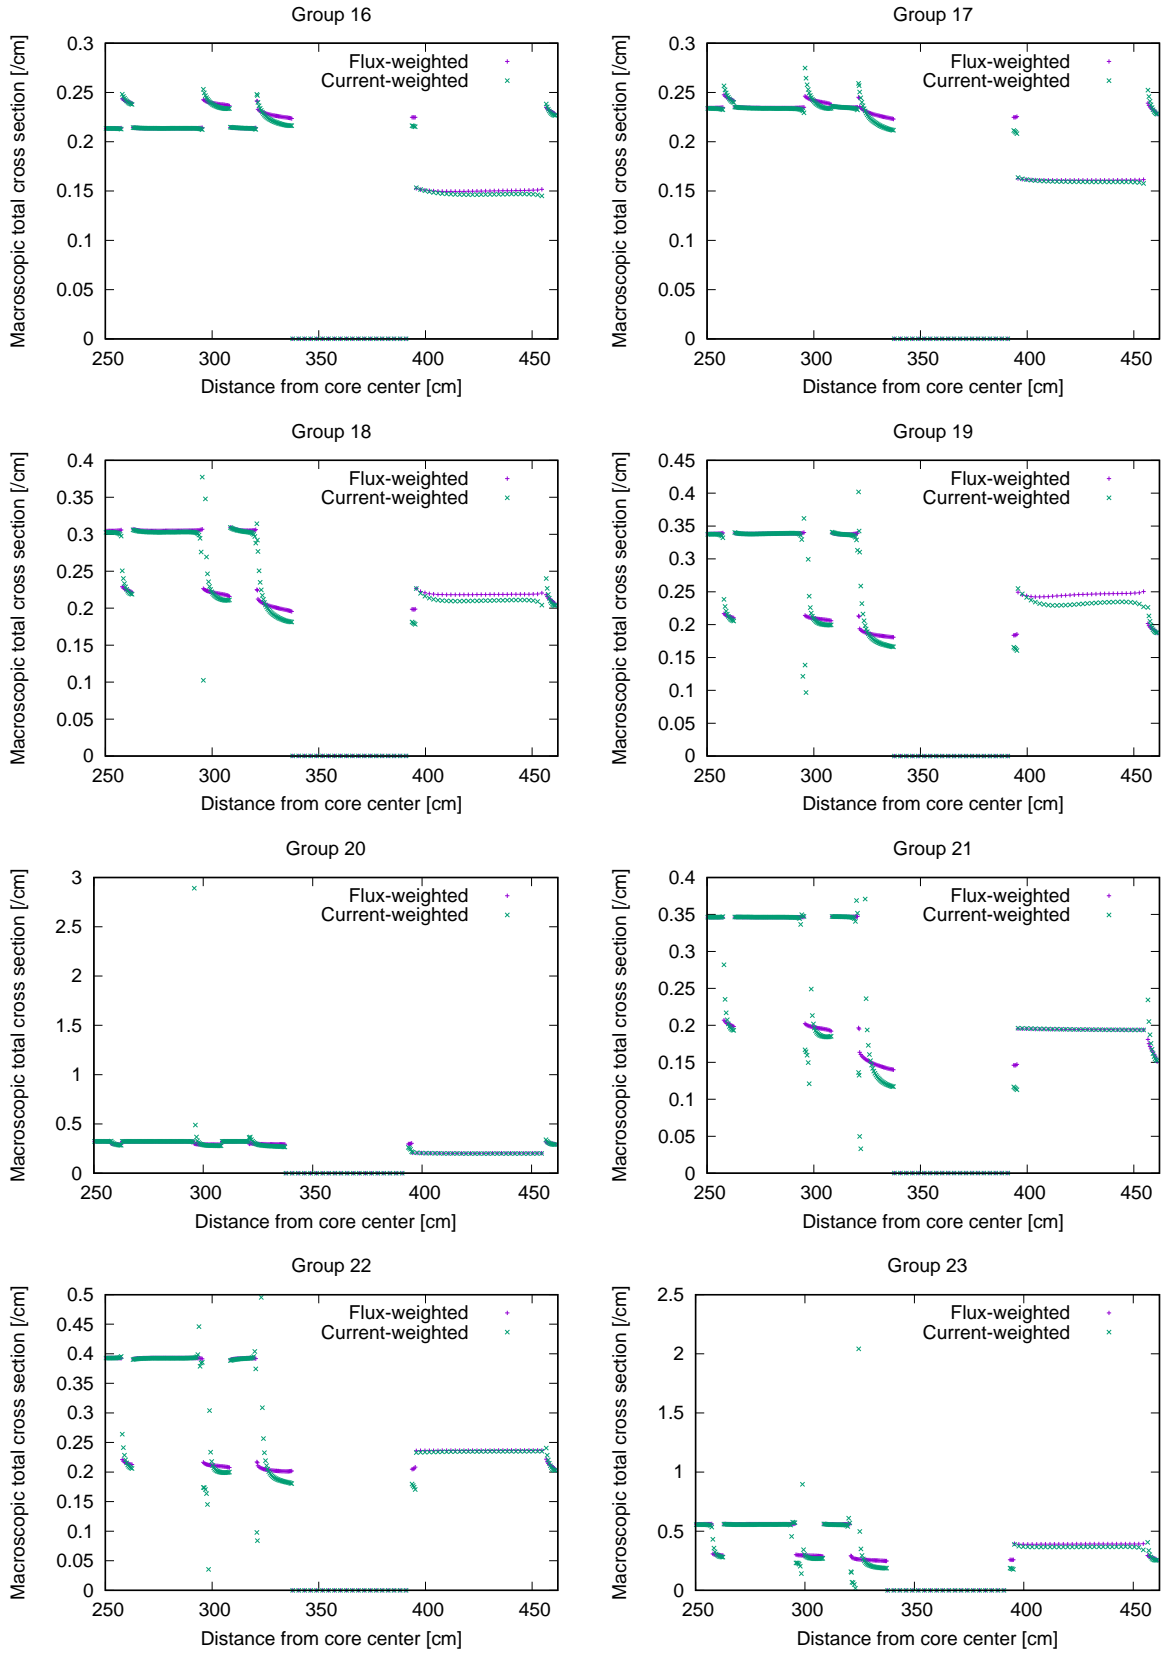 Group 16
Macroscopic total cross section [/cm]
0.3
0.25
0.2
0.15
0.1
0.05
0
Flux-weighted
Current-weighted
250 300 350 400 450
Distance from core center [cm]
Group 17
Macroscopic total cross section [/cm]
0.3
0.25
0.2
0.15
0.1
0.05
0
Flux-weighted
Current-weighted
250 300 350 400 450
Distance from core center [cm]
Group 18
Macroscopic total cross section [/cm]
0.4
0.35
0.3
0.25
0.2
0.15
0.1
0.05
0
Flux-weighted
Current-weighted
250 300 350 400 450
Distance from core center [cm]
Group 19
Macroscopic total cross section [/cm]
0.45
0.4
0.35
0.3
0.25
0.2
0.15
0.1
0.05
0
Flux-weighted
Current-weighted
250 300 350 400 450
Distance from core center [cm]
Group 20
Macroscopic total cross section [/cm]
3
2.5
2
1.5
1
0.5
0
Flux-weighted
Current-weighted
250 300 350 400 450
Distance from core center [cm]
Group 21
Macroscopic total cross section [/cm]
0.4
0.35
0.3
0.25
0.2
0.15
0.1
0.05
0
Flux-weighted
Current-weighted
250 300 350 400 450
Distance from core center [cm]
Group 22
Macroscopic total cross section [/cm]
0.5
0.45
0.4
0.35
0.3
0.25
0.2
0.15
0.1
0.05
0
Flux-weighted
Current-weighted
250 300 350 400 450
Distance from core center [cm]
Group 23
Macroscopic total cross section [/cm]
2.5
2
1.5
1
0.5
0
Flux-weighted
Current-weighted
250 300 350 400 450
Distance from core center [cm]